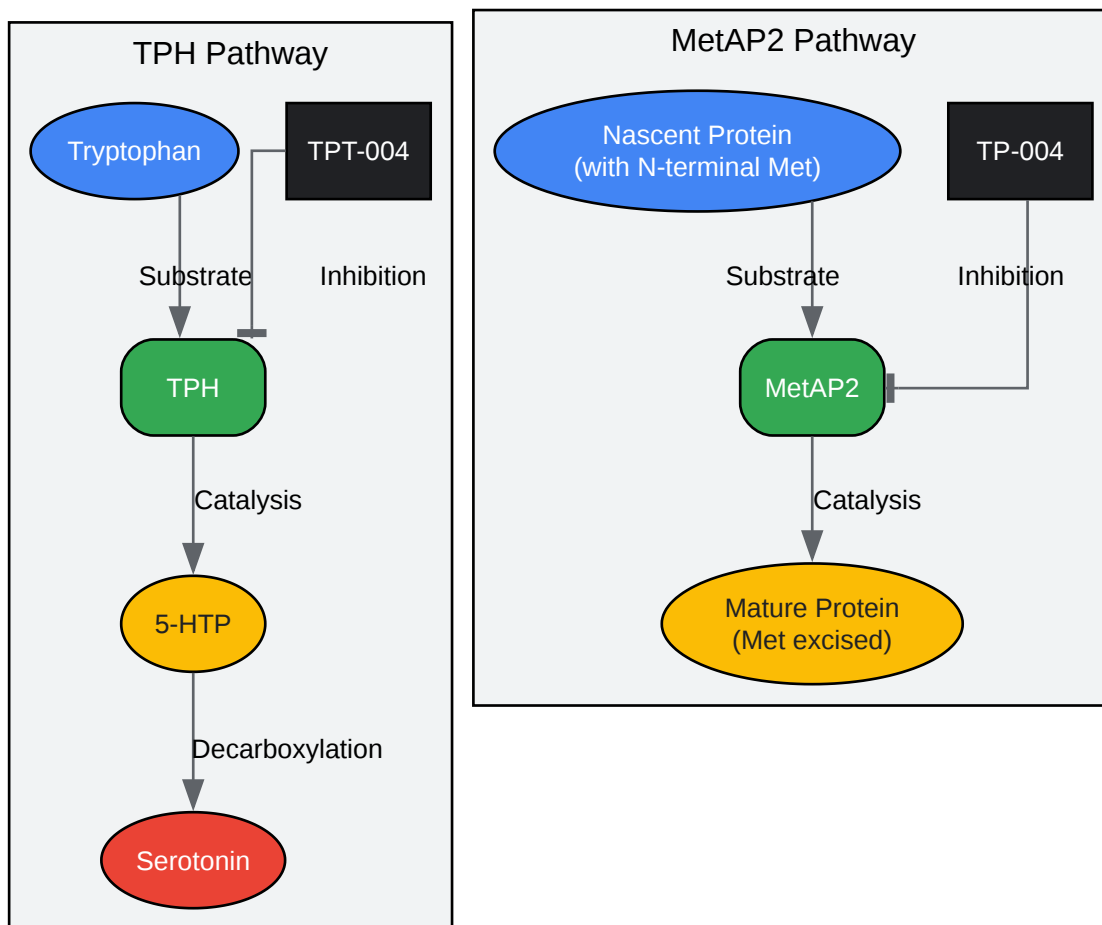 TPH Pathway
Tryptophan
TPT-004
Substrate
Inhibition
TPH
Catalysis
5-HTP
Decarboxylation
Serotonin
MetAP2 Pathway
Nascent Protein
(with N-terminal Met)
TP-004
Substrate
Inhibition
MetAP2
Catalysis
Mature Protein
(Met excised)